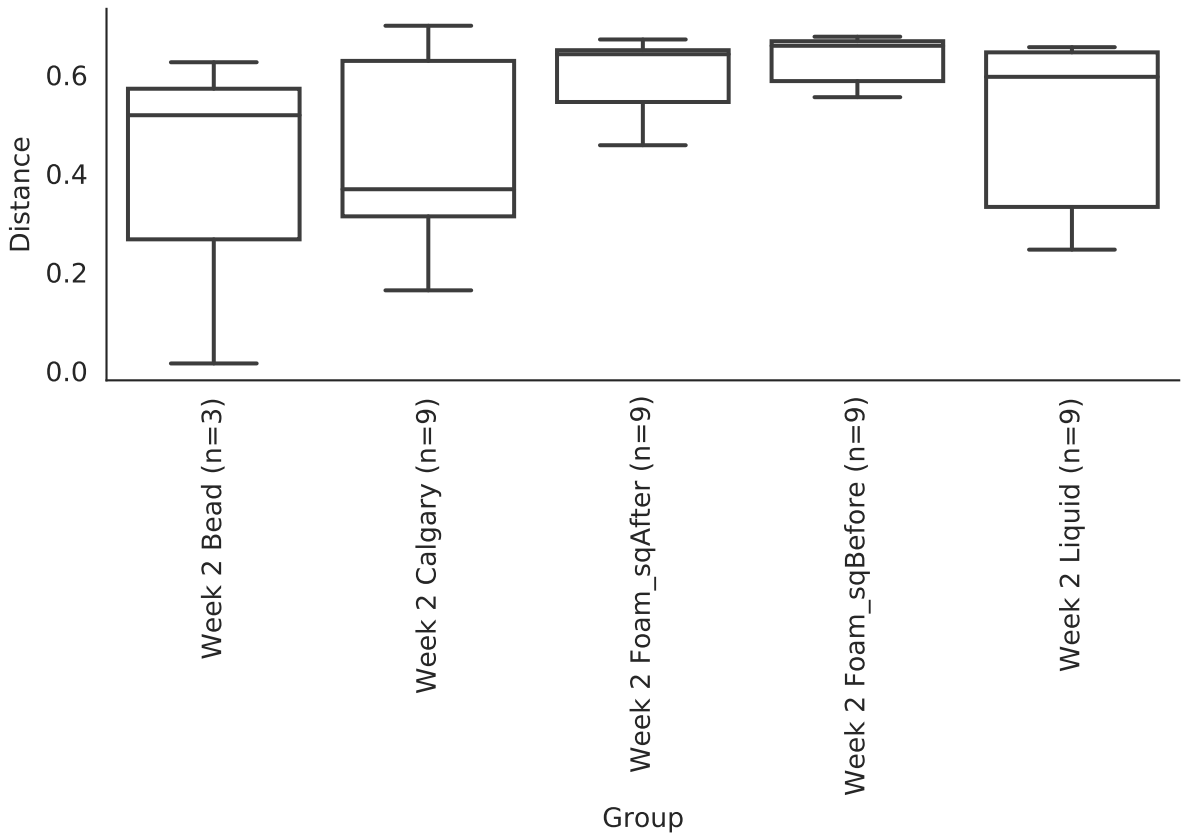 Distance
0.6
0.4
0.2
0.0
Week 2 Bead (n=3)
Week 2 Calgary (n=9)
Week 2 Foam_sqAfter (n=9)
Week 2 Foam_sqBefore (n=9)
Week 2 Liquid (n=9)
Group